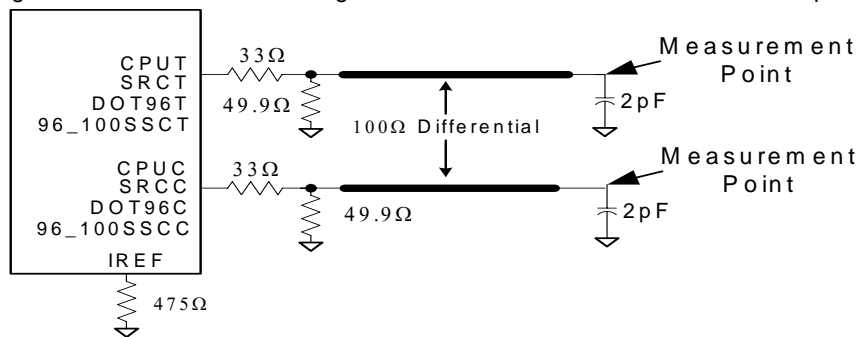 CPUT
SRCT
DOT96T
96_100SSCT
CPUC
SRCC
DOT96C
96_100SSCC
IREF
33Ω
49.9Ω
100Ω Differential
Measurement
Point
2pF
33Ω
49.9Ω
Measurement
Point
2pF
475Ω